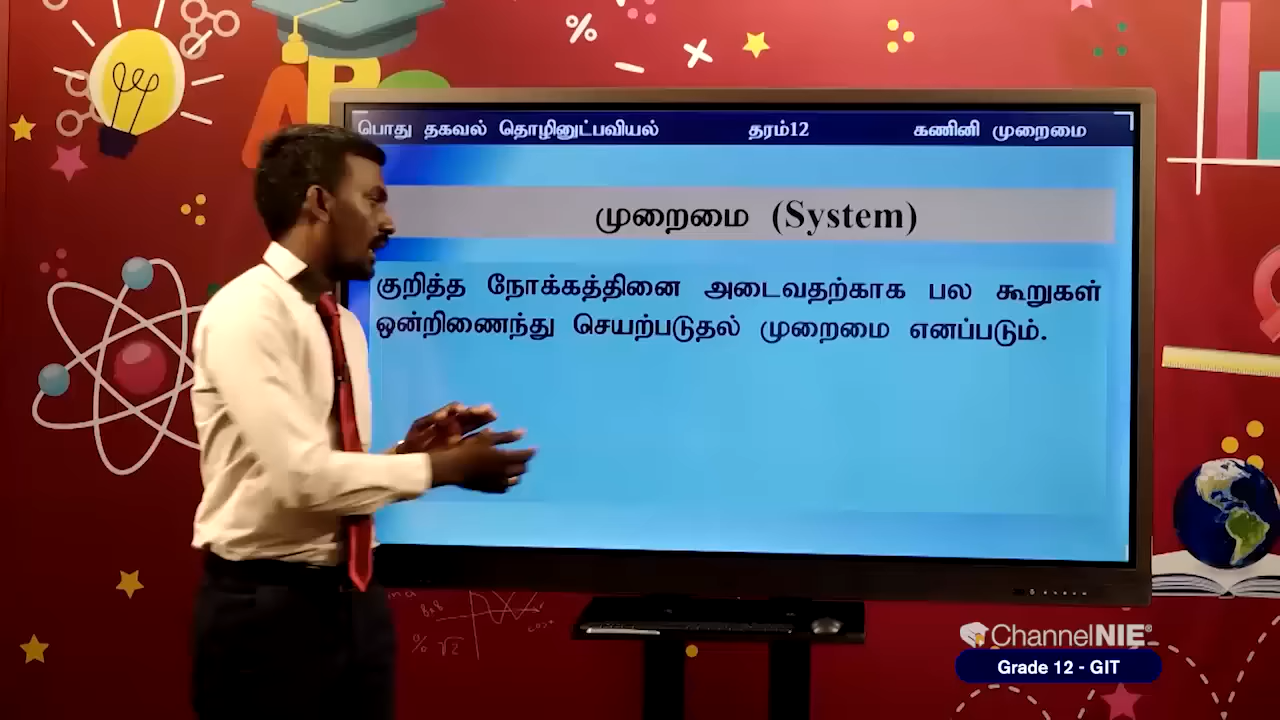 பொது தகவல் தொழினுட்பவியல் தரம்12 கணினி முறைமை
முறைமை (System)
குறித்த நோக்கத்தினை அடைவதற்காக பல கூறுகள்
ஒன்றிணைந்து செயற்படுதல் முறைமை எனப்படும்.
ChannelNIE®
Grade 12 - GIT